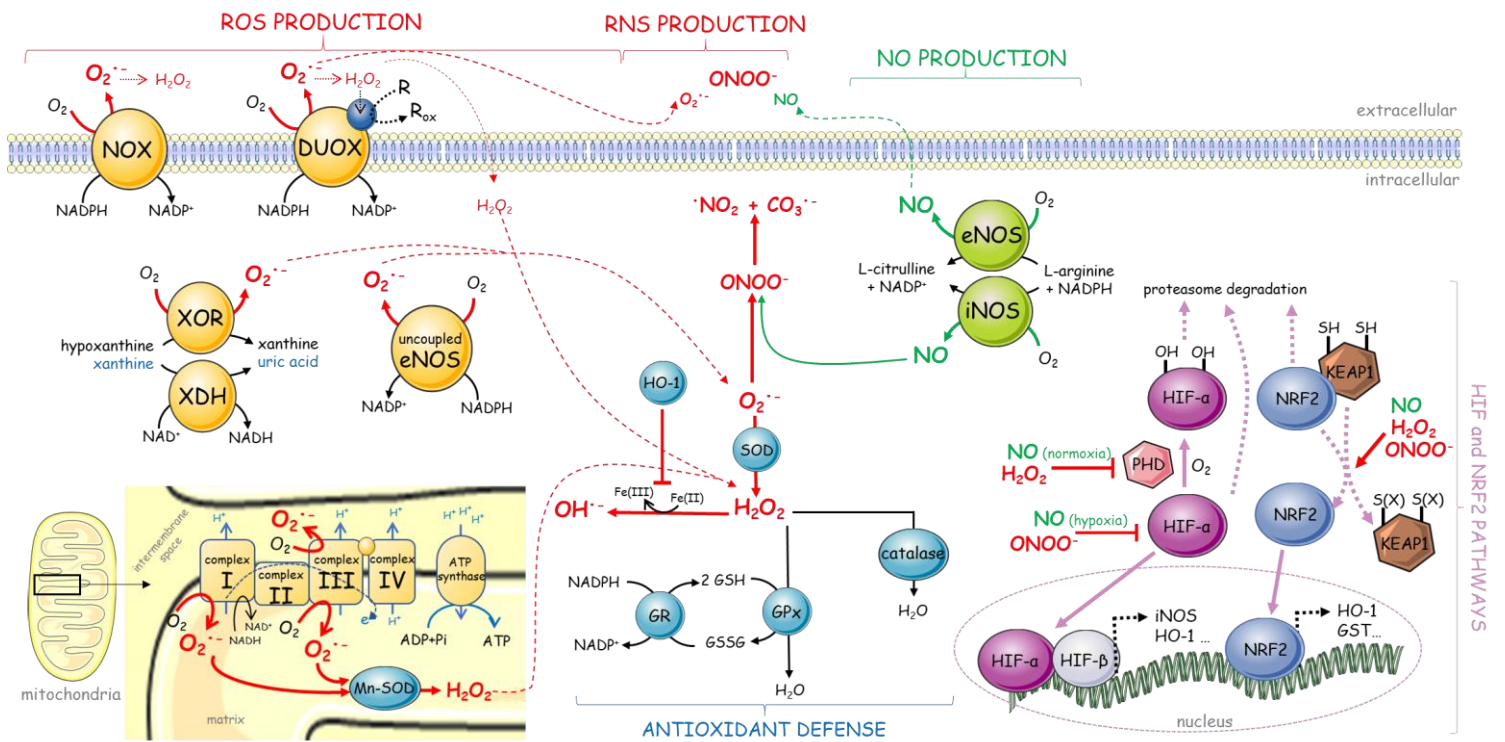 ROS PRODUCTION
RNS PRODUCTION
NO PRODUCTION
O₂·⁻
H₂O₂
O₂
NOX
NADPH
NADP⁺
O₂·⁻
H₂O₂
O₂
R
Rox
DUOX
NADPH
NADP⁺
ONOO⁻
O₂·⁻
NO
extracellular
intracellular
H₂O₂
·NO₂ + CO₃·⁻
ONOO⁻
NO
O₂
eNOS
L-citrulline
+ NADP⁺
L-arginine
+ NADPH
iNOS
NO
O₂
O₂
O₂·⁻
XOR
hypoxanthine
xanthine
xanthine
uric acid
XDH
NAD⁺
NADH
O₂·⁻
O₂
uncoupled
eNOS
NADP⁺
NADPH
HO-1
O₂·⁻
SOD
Fe(III)
Fe(II)
OH·⁻
H₂O₂
catalase
H₂O
NADPH
2 GSH
GR
GPx
NADP⁺
GSSG
H₂O
ANTIOXIDANT DEFENSE
mitochondria
intermembrane
space
H⁺
O₂·⁻
H⁺
H⁺
H⁺
H⁺
O₂
complex
I
complex
II
complex
III
complex
IV
ATP
synthase
O₂
NAD⁺
NADH
O₂
e⁻
H⁺
ADP+Pi
ATP
O₂·⁻
O₂·⁻
Mn-SOD
H₂O₂
matrix
proteasome degradation
OH
OH
HIF-α
SH
SH
KEAP1
NRF2
NO
H₂O₂
ONOO⁻
NO (normoxia)
H₂O₂
PHD
O₂
NO (hypoxia)
ONOO⁻
HIF-α
NRF2
S(X)
S(X)
KEAP1
HIF-α
HIF-β
iNOS
HO-1 ...
NRF2
HO-1
GST...
nucleus
HIF and NRF2 PATHWAYS